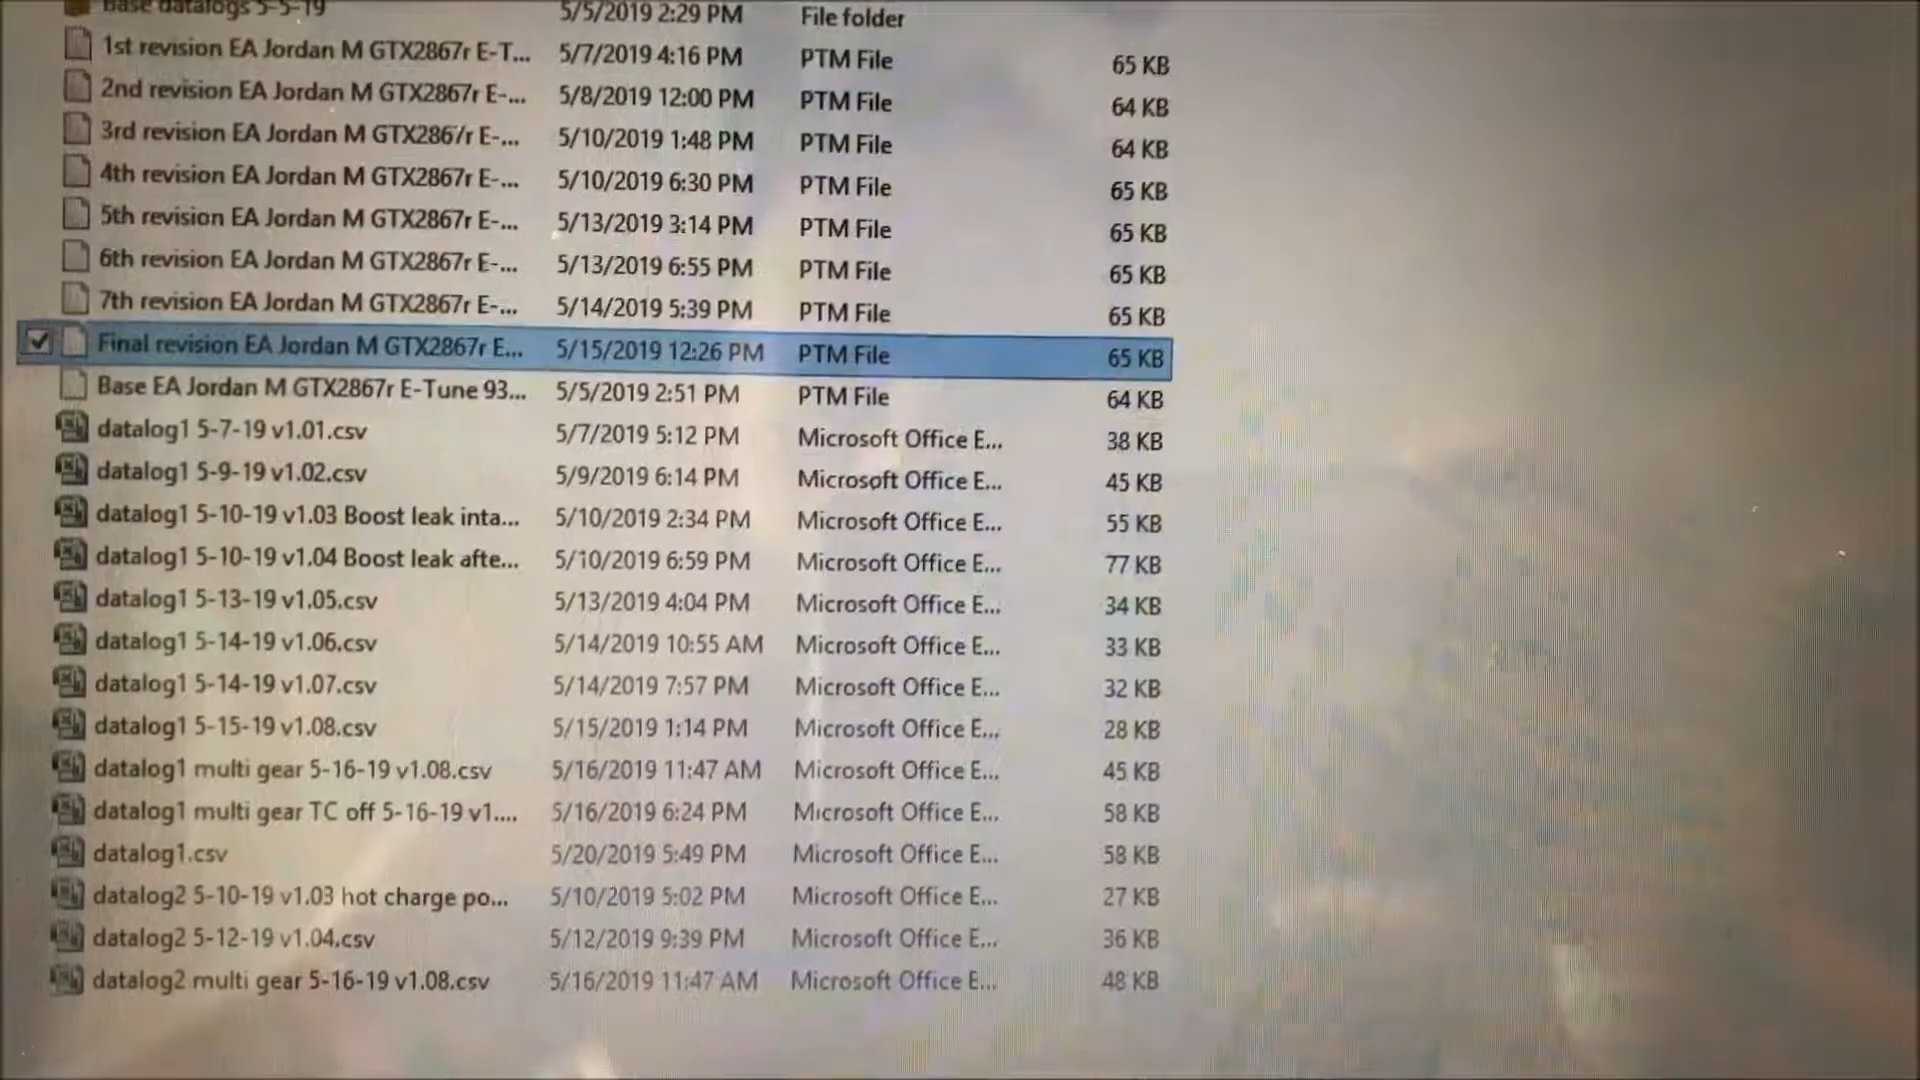 Base datalogs 5-5-19 5/5/2019 2:29 PM File folder
1st revision EA Jordan M GTX2867r E-T... 5/7/2019 4:16 PM PTM File 65 KB
2nd revision EA Jordan M GTX2867r E-... 5/8/2019 12:00 PM PTM File 64 KB
3rd revision EA Jordan M GTX2867r E-... 5/10/2019 1:48 PM PTM File 64 KB
4th revision EA Jordan M GTX2867r E-... 5/10/2019 6:30 PM PTM File 65 KB
5th revision EA Jordan M GTX2867r E-... 5/13/2019 3:14 PM PTM File 65 KB
6th revision EA Jordan M GTX2867r E-... 5/13/2019 6:55 PM PTM File 65 KB
7th revision EA Jordan M GTX2867r E-... 5/14/2019 5:39 PM PTM File 65 KB
Final revision EA Jordan M GTX2867r E... 5/15/2019 12:26 PM PTM File 65 KB
Base EA Jordan M GTX2867r E-Tune 93... 5/5/2019 2:51 PM PTM File 64 KB
datalog1 5-7-19 v1.01.csv 5/7/2019 5:12 PM Microsoft Office E... 38 KB
datalog1 5-9-19 v1.02.csv 5/9/2019 6:14 PM Microsoft Office E... 45 KB
datalog1 5-10-19 v1.03 Boost leak inta... 5/10/2019 2:34 PM Microsoft Office E... 55 KB
datalog1 5-10-19 v1.04 Boost leak afte... 5/10/2019 6:59 PM Microsoft Office E... 77 KB
datalog1 5-13-19 v1.05.csv 5/13/2019 4:04 PM Microsoft Office E... 34 KB
datalog1 5-14-19 v1.06.csv 5/14/2019 10:55 AM Microsoft Office E... 33 KB
datalog1 5-14-19 v1.07.csv 5/14/2019 7:57 PM Microsoft Office E... 32 KB
datalog1 5-15-19 v1.08.csv 5/15/2019 1:14 PM Microsoft Office E... 28 KB
datalog1 multi gear 5-16-19 v1.08.csv 5/16/2019 11:47 AM Microsoft Office E... 45 KB
datalog1 multi gear TC off 5-16-19 v1.... 5/16/2019 6:24 PM Microsoft Office E... 58 KB
datalog1.csv 5/20/2019 5:49 PM Microsoft Office E... 58 KB
datalog2 5-10-19 v1.03 hot charge po... 5/10/2019 5:02 PM Microsoft Office E... 27 KB
datalog2 5-12-19 v1.04.csv 5/12/2019 9:39 PM Microsoft Office E... 36 KB
datalog2 multi gear 5-16-19 v1.08.csv 5/16/2019 11:47 AM Microsoft Office E... 48 KB